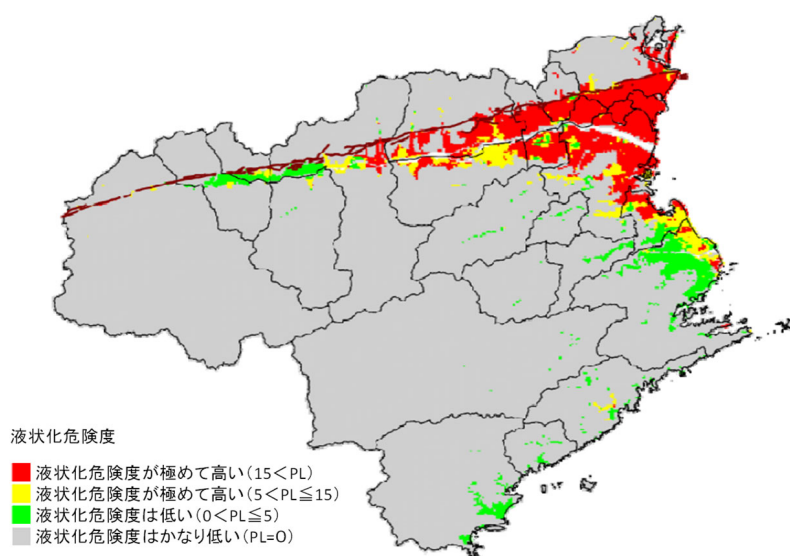 液状化危険度
液状化危険度が極めて高い（15＜PL）
液状化危険度が極めて高い（5＜PL≦15）
液状化危険度は低い（0＜PL≦5）
液状化危険度はかなり低い（PL=0）